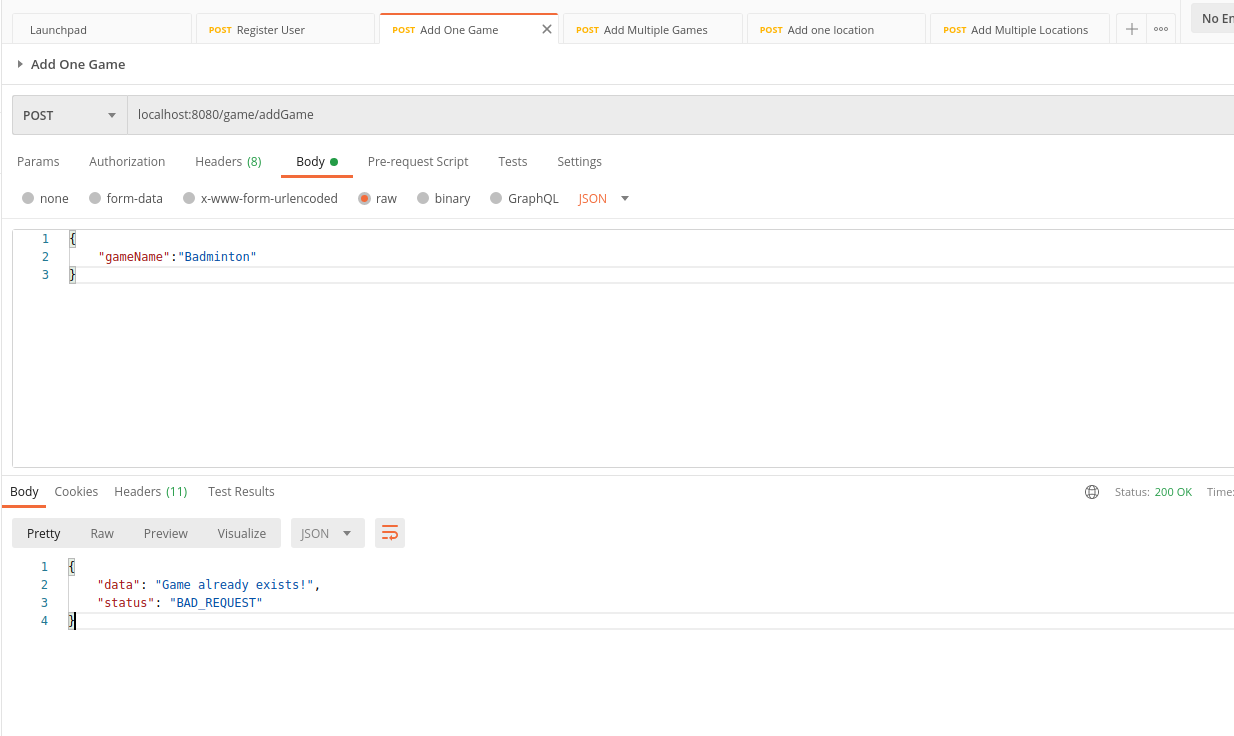 Launchpad
POST Register User
POST Add One Game
POST Add Multiple Games
POST Add one location
POST Add Multiple Locations
No En
Add One Game
POST
localhost:8080/game/addGame
Params Authorization Headers (8) Body Pre-request Script Tests Settings
none form-data x-www-form-urlencoded raw binary GraphQL JSON
1 {
2 "gameName":"Badminton"
3 }
Body Cookies Headers (11) Test Results Status: 200 OK Time:
Pretty Raw Preview Visualize JSON
1 {
2 "data": "Game already exists!",
3 "status": "BAD_REQUEST"
4 }